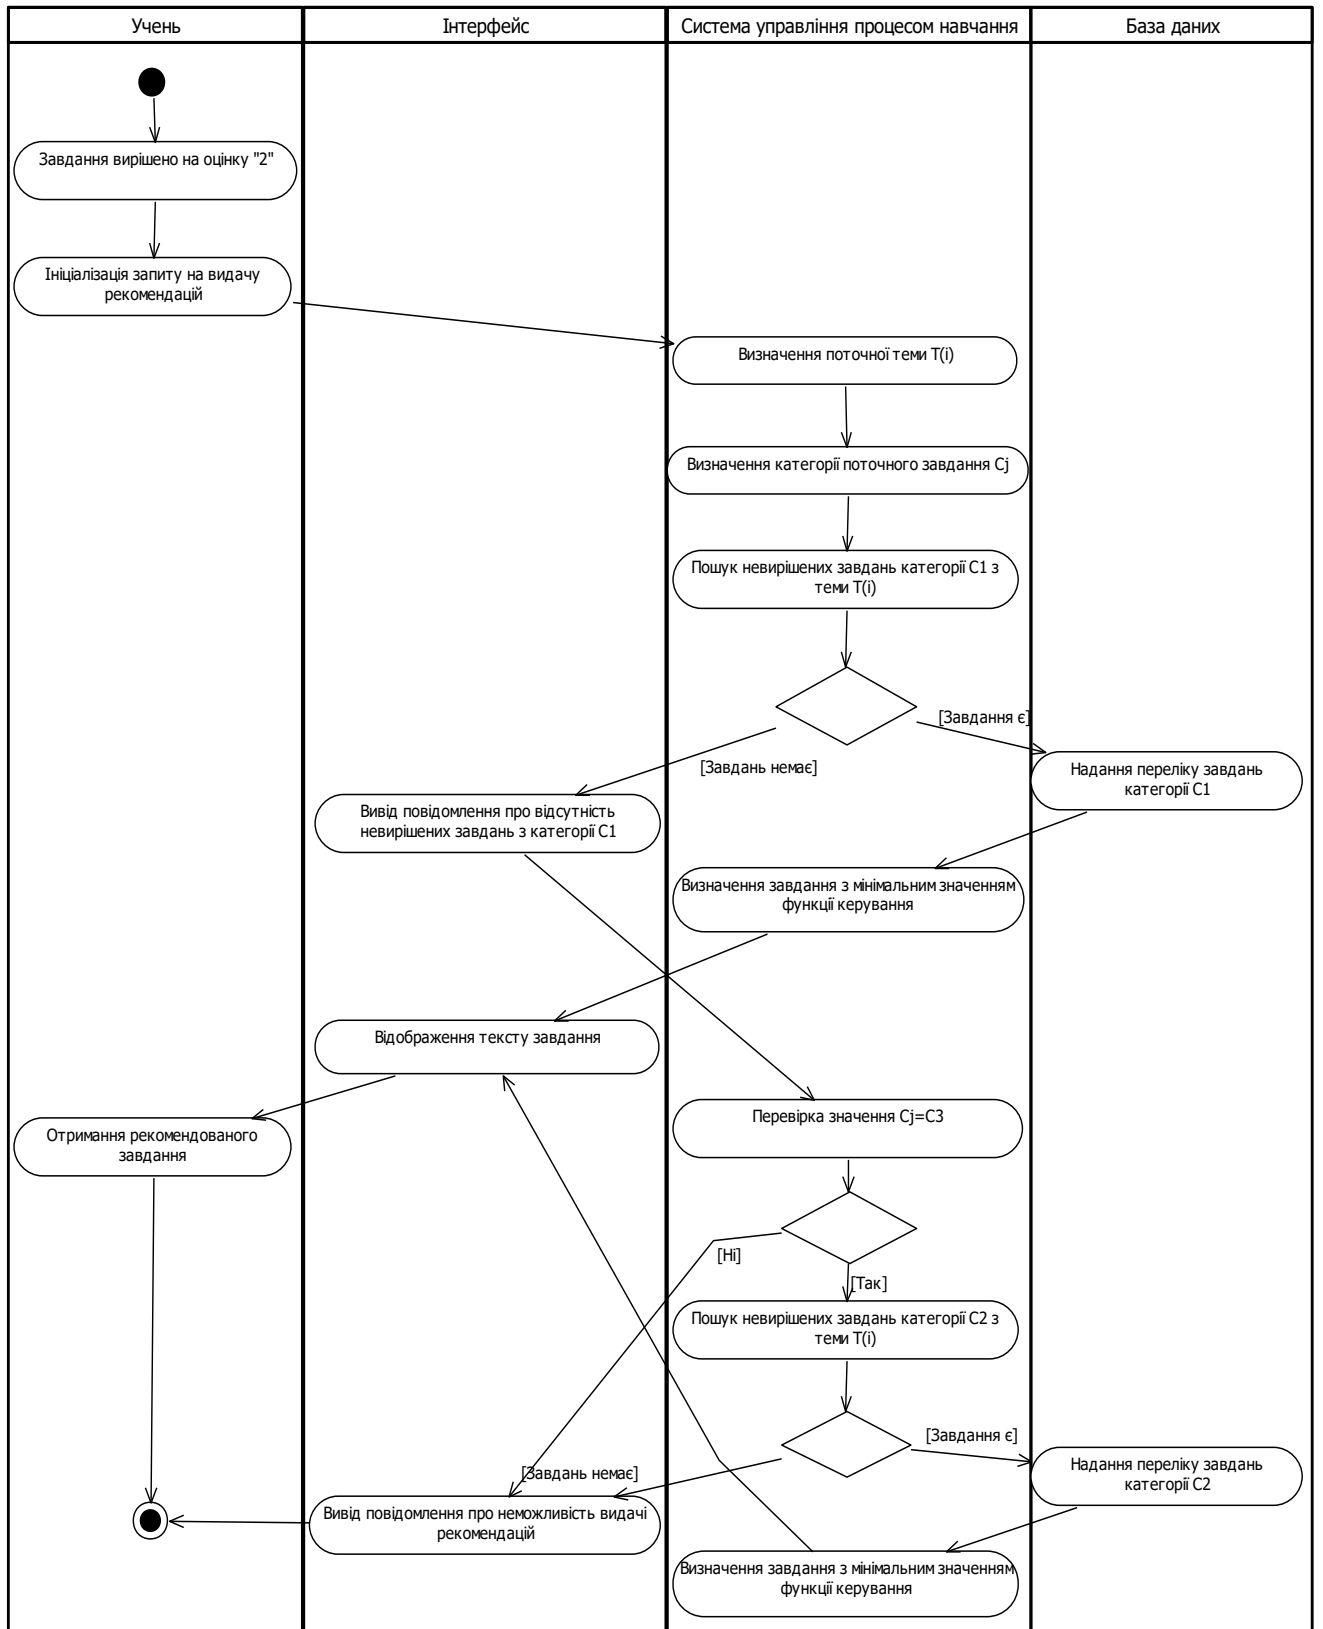 Учень
Інтерфейс
Система управління процесом навчання
База даних
Завдання вирішено на оцінку "2"
Ініціалізація запиту на видачу
рекомендацій
Визначення поточної теми T(i)
Визначення категорії поточного завдання Cj
Пошук невирішених завдань категорії C1 з
теми T(i)
[Завдання є]
[Завдань немає]
Надання переліку завдань
категорії C1
Вивід повідомлення про відсутність
невирішених завдань з категорії C1
Визначення завдання з мінімальним значенням
функції керування
Відображення тексту завдання
Перевірка значення Cj=C3
Отримання рекомендованого
завдання
[Ні]
[Так]
Пошук невирішених завдань категорії C2 з
теми T(i)
[Завдання є]
[Завдань немає]
Надання переліку завдань
категорії C2
Вивід повідомлення про неможливість видачі
рекомендацій
Визначення завдання з мінімальним значенням
функції керування